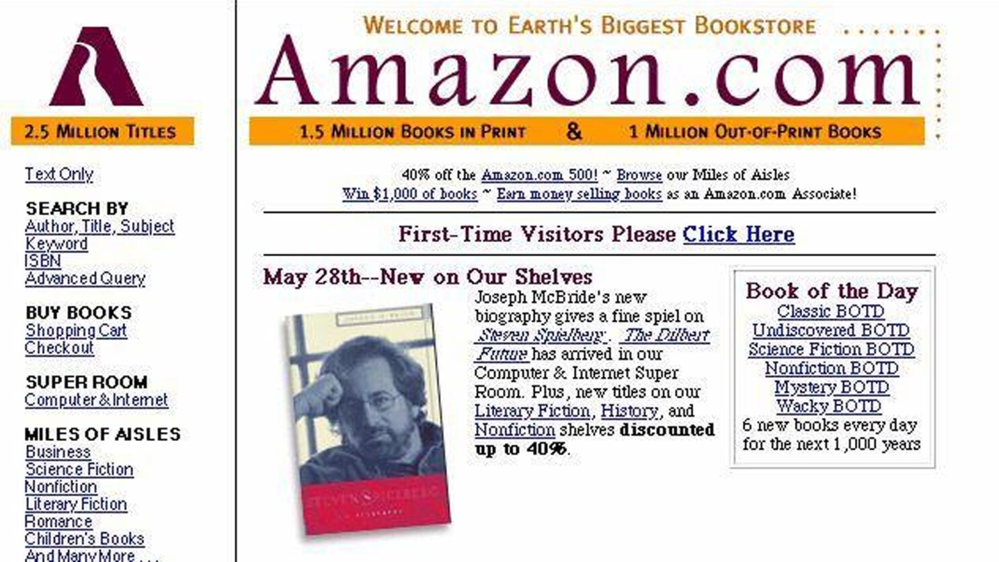 WELCOME TO EARTH'S BIGGEST BOOKSTORE
Amazon.com
2.5 MILLION TITLES
1.5 MILLION BOOKS IN PRINT & 1 MILLION OUT-OF-PRINT BOOKS
Text Only
SEARCH BY
Author, Title, Subject
Keyword
ISBN
Advanced Query
BUY BOOKS
Shopping Cart
Checkout
SUPER ROOM
Computer & Internet
MILES OF AISLES
Business
Science Fiction
Nonfiction
Literary Fiction
Romance
Children's Books
And Many More . . .
40% off the Amazon.com 500! ~ Browse our Miles of Aisles
Win $1,000 of books ~ Earn money selling books as an Amazon.com Associate!
First-Time Visitors Please Click Here
May 28th--New on Our Shelves
Joseph McBride's new
biography gives a fine spiel on
Steven Spielberg. The Dilbert
Future has arrived in our
Computer & Internet Super
Room. Plus, new titles on our
Literary Fiction, History, and
Nonfiction shelves discounted
up to 40%.
STEVEN SPIELBERG
Book of the Day
Classic BOTD
Undiscovered BOTD
Science Fiction BOTD
Nonfiction BOTD
Mystery BOTD
Wacky BOTD
6 new books every day
for the next 1,000 years